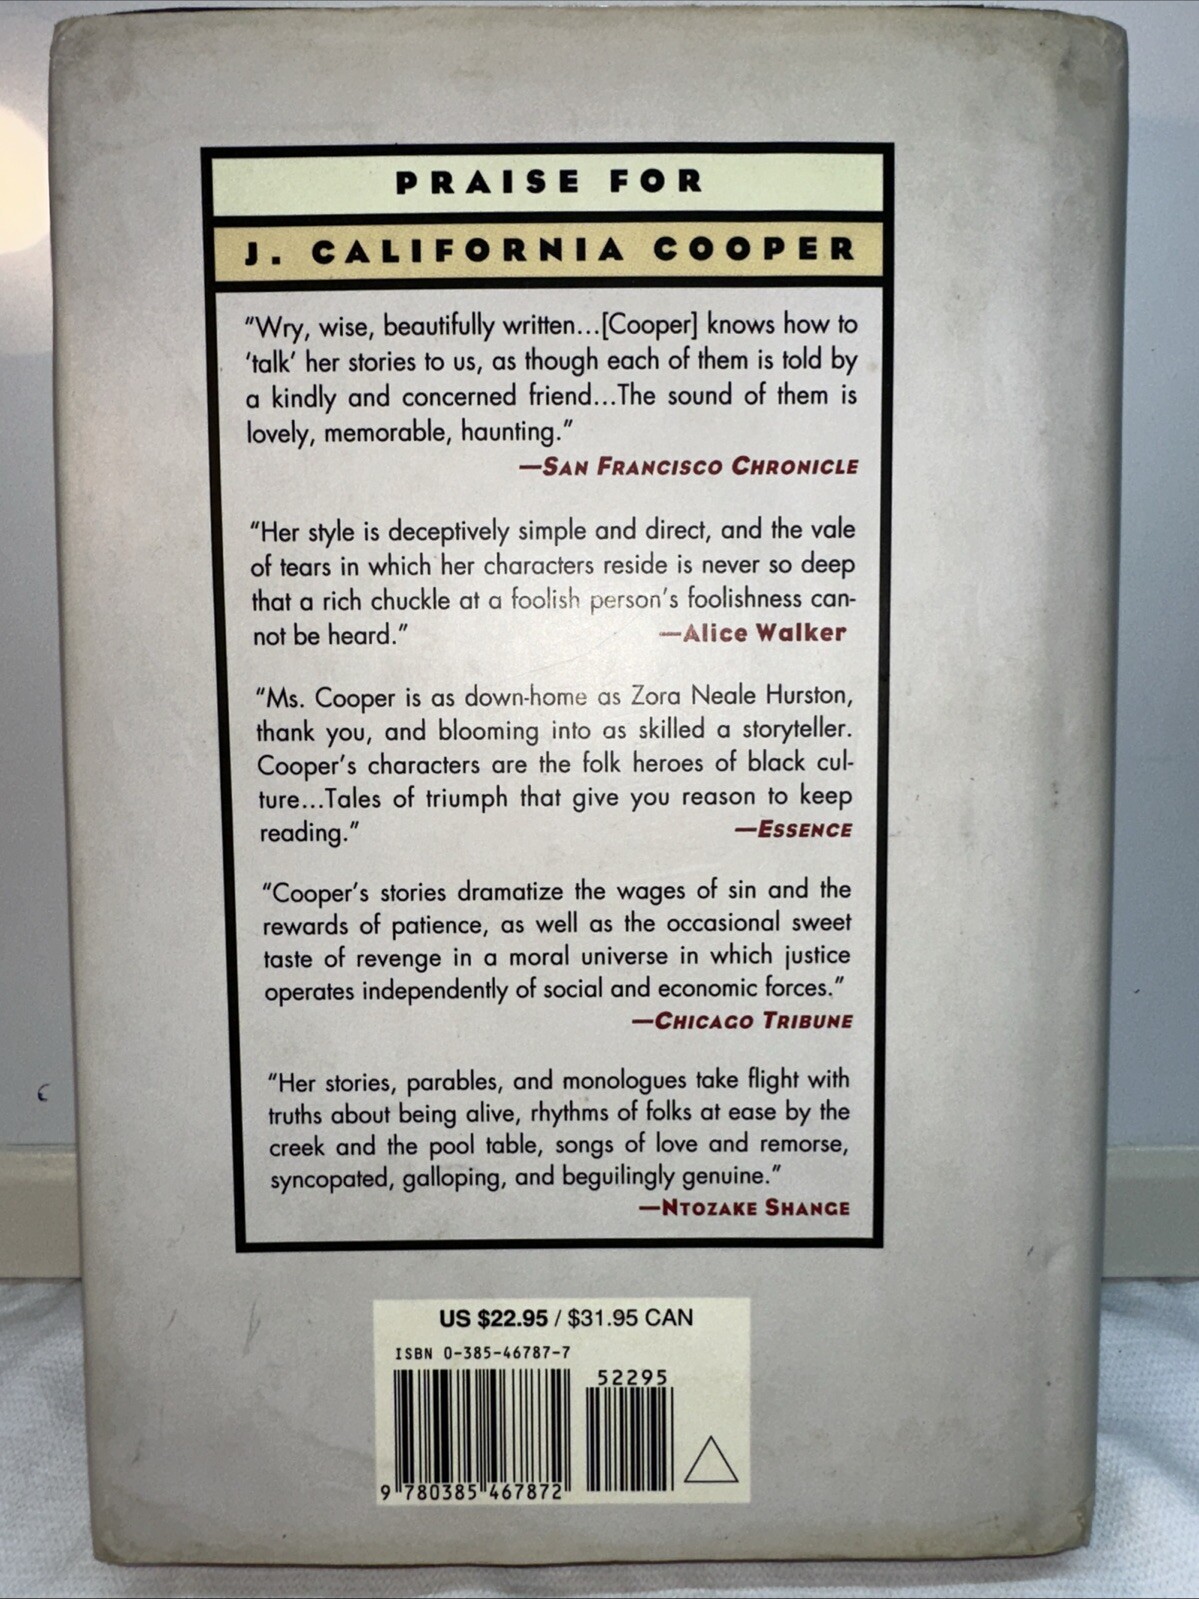 PRAISE FOR
J. CALIFORNIA COOPER
“Wry, wise, beautifully written...[Cooper] knows how to
‘talk’ her stories to us, as though each of them is told by
a kindly and concerned friend...The sound of them is
lovely, memorable, haunting.”
—SAN FRANCISCO CHRONICLE
“Her style is deceptively simple and direct, and the vale
of tears in which her characters reside is never so deep
that a rich chuckle at a foolish person’s foolishness can-
not be heard.” —Alice Walker
“Ms. Cooper is as down-home as Zora Neale Hurston,
thank you, and blooming into as skilled a storyteller.
Cooper’s characters are the folk heroes of black cul-
ture...Tales of triumph that give you reason to keep
reading.” —ESSENCE
“Cooper’s stories dramatize the wages of sin and the
rewards of patience, as well as the occasional sweet
taste of revenge in a moral universe in which justice
operates independently of social and economic forces.”
—CHICAGO TRIBUNE
“Her stories, parables, and monologues take flight with
truths about being alive, rhythms of folks at ease by the
creek and the pool table, songs of love and remorse,
syncopated, galloping, and beguilingly genuine.”
—NTOZAKE SHANGE
US $22.95 / $31.95 CAN
ISBN 0-385-46787-7
52295
9 780385 467872